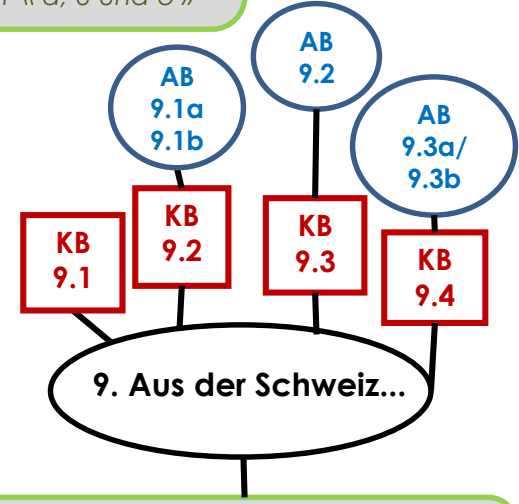 AB
9.2
AB
9.1a
9.1b
AB
9.3a/
9.3b
KB
9.1
KB
9.2
KB
9.3
KB
9.4
9. Aus der Schweiz...